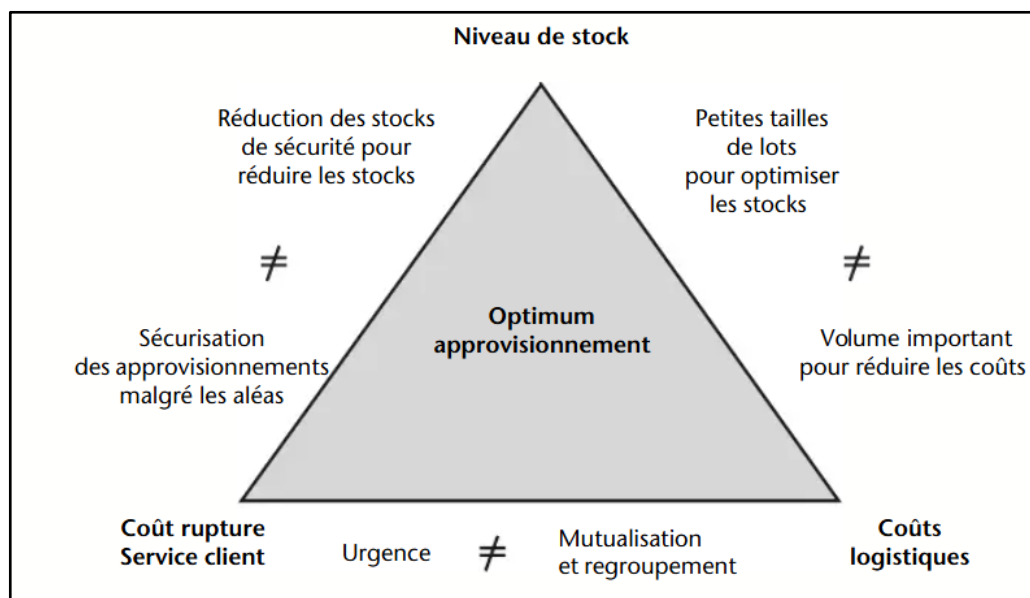 Niveau de stock
Réduction des stocks
de sécurité pour
réduire les stocks
Petites tailles
de lots
pour optimiser
les stocks
≠
≠
Sécurisation
des approvisionnements
malgré les aléas
Optimum
approvisionnement
Volume important
pour réduire les coûts
Coût rupture
Service client
Urgence
≠
Mutualisation
et regroupement
Coûts
logistiques